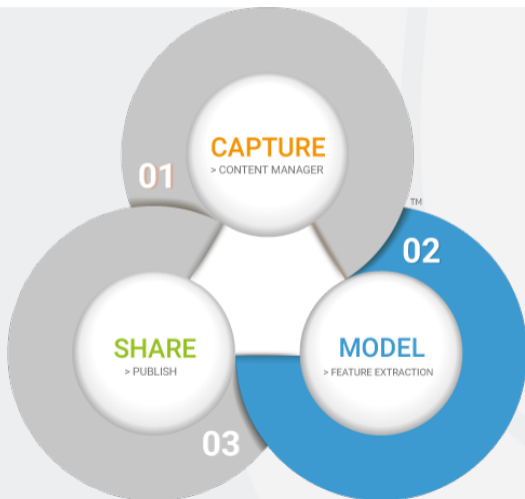 CAPTURE
> CONTENT MANAGER
01
TM
02
SHARE
> PUBLISH
MODEL
> FEATURE EXTRACTION
03